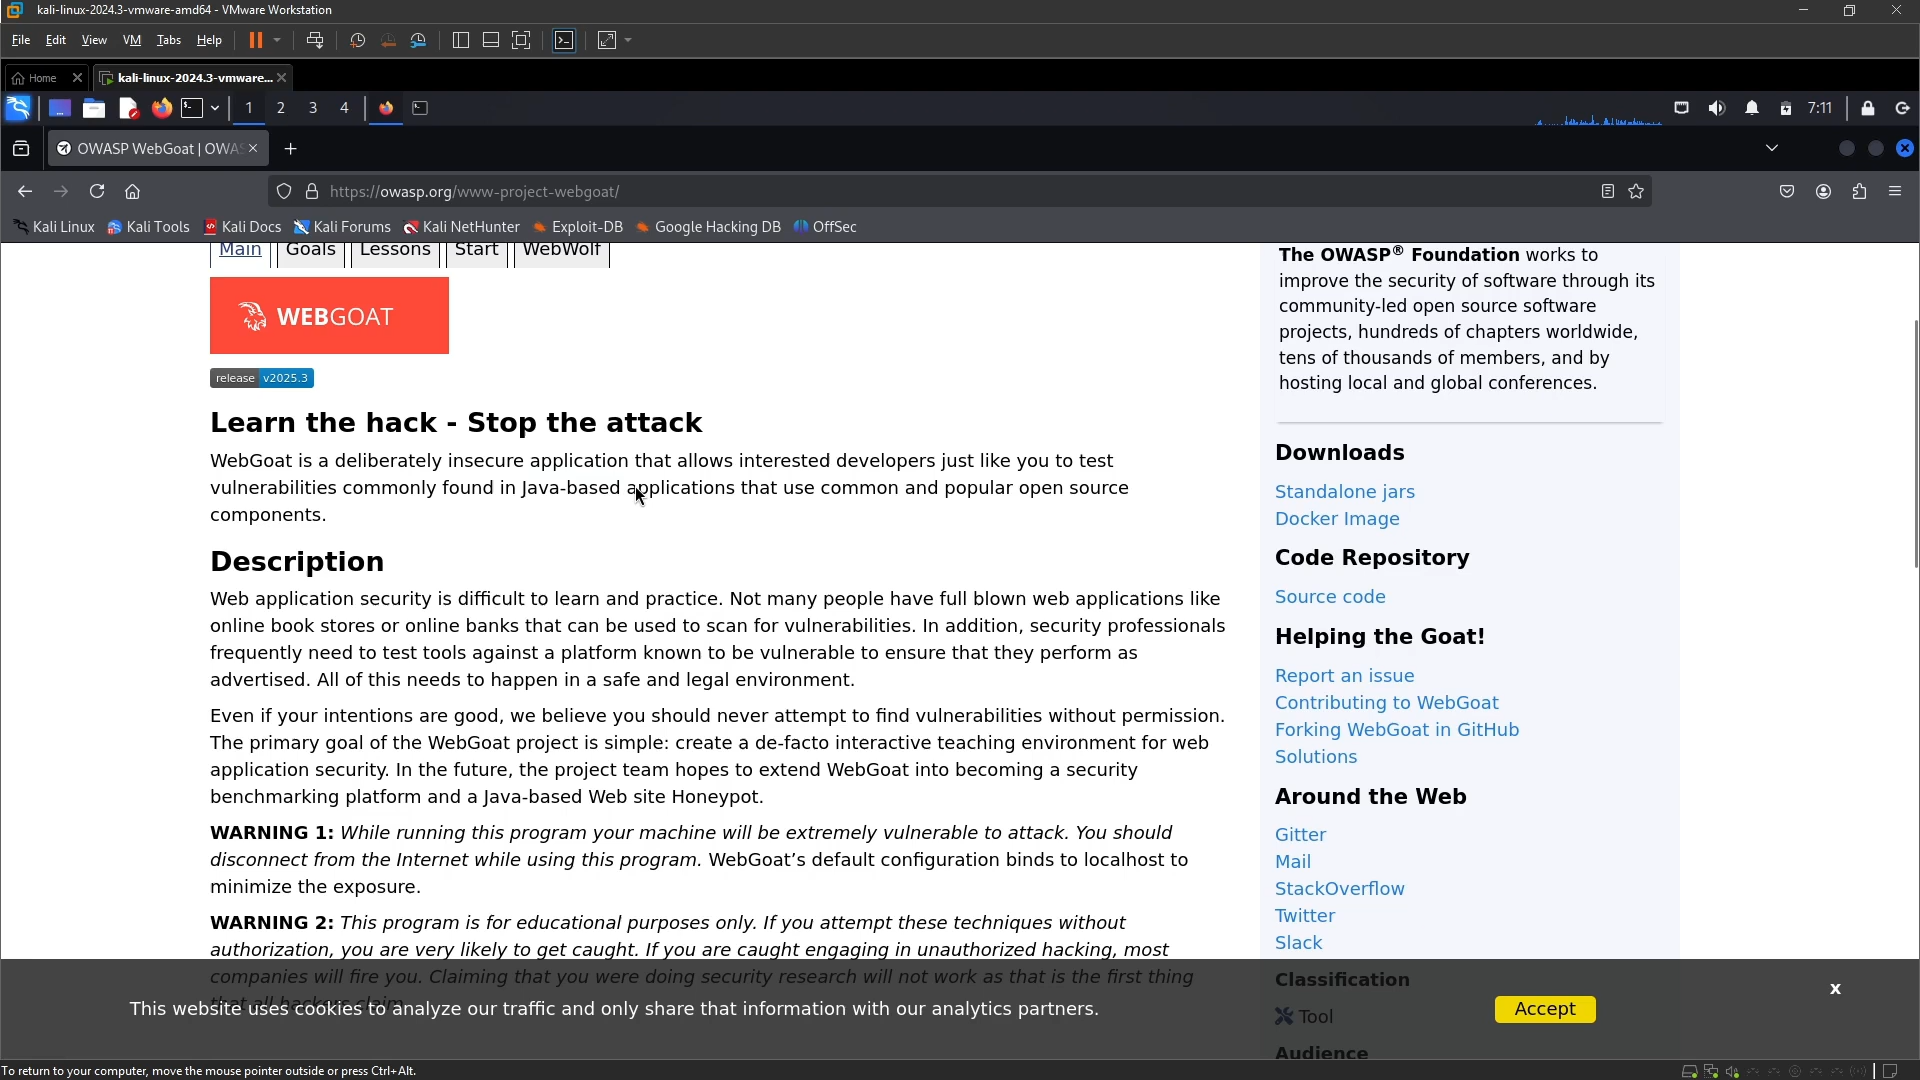 kali-linux-2024.3-vmware-amd64 - VMware Workstation
File Edit View VM Tabs Help
Home kali-linux-2024.3-vmware...
1 2 3 4 7:11
OWASP WebGoat | OWAS
https://owasp.org/www-project-webgoat/
Kali Linux Kali Tools Kali Docs Kali Forums Kali NetHunter Exploit-DB Google Hacking DB OffSec
Main Goals Lessons Start WebWolf
WEBGOAT
release v2025.3
Learn the hack - Stop the attack
WebGoat is a deliberately insecure application that allows interested developers just like you to test
vulnerabilities commonly found in Java-based applications that use common and popular open source
components.
Description
Web application security is difficult to learn and practice. Not many people have full blown web applications like
online book stores or online banks that can be used to scan for vulnerabilities. In addition, security professionals
frequently need to test tools against a platform known to be vulnerable to ensure that they perform as
advertised. All of this needs to happen in a safe and legal environment.
Even if your intentions are good, we believe you should never attempt to find vulnerabilities without permission.
The primary goal of the WebGoat project is simple: create a de-facto interactive teaching environment for web
application security. In the future, the project team hopes to extend WebGoat into becoming a security
benchmarking platform and a Java-based Web site Honeypot.
WARNING 1: While running this program your machine will be extremely vulnerable to attack. You should
disconnect from the Internet while using this program. WebGoat’s default configuration binds to localhost to
minimize the exposure.
WARNING 2: This program is for educational purposes only. If you attempt these techniques without
authorization, you are very likely to get caught. If you are caught engaging in unauthorized hacking, most
companies will fire you. Claiming that you were doing security research will not work as that is the first thing
that all hackers claim.
The OWASP® Foundation works to
improve the security of software through its
community-led open source software
projects, hundreds of chapters worldwide,
tens of thousands of members, and by
hosting local and global conferences.
Downloads
Standalone jars
Docker Image
Code Repository
Source code
Helping the Goat!
Report an issue
Contributing to WebGoat
Forking WebGoat in GitHub
Solutions
Around the Web
Gitter
Mail
StackOverflow
Twitter
Slack
Classification
Tool
Audience
This website uses cookies to analyze our traffic and only share that information with our analytics partners.
Accept
x
To return to your computer, move the mouse pointer outside or press Ctrl+Alt.